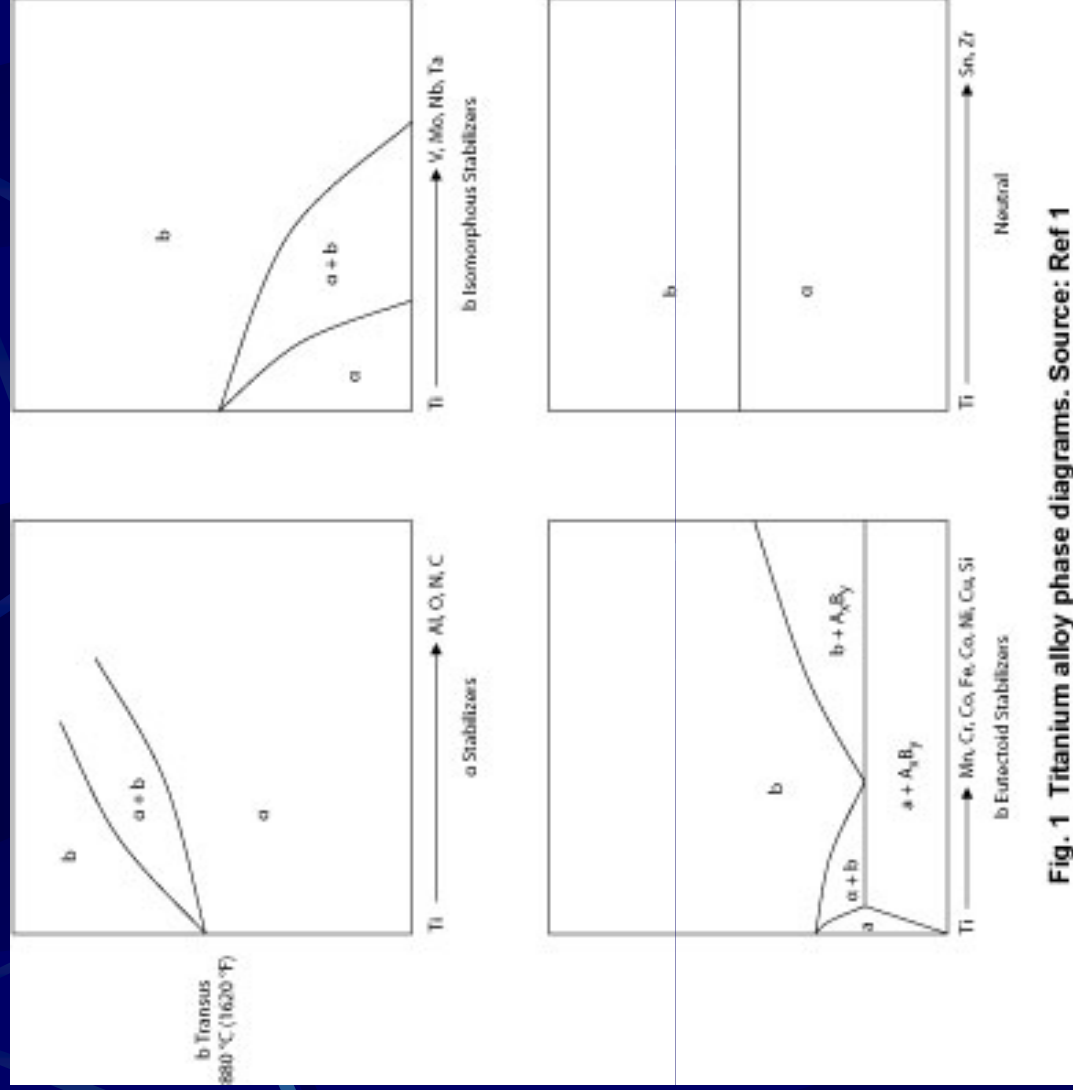 b
a + b
a
b Transus
880 °C (1620 °F)
Ti
Al, O, N, C
a Stabilizers
b
a + b
a
Ti
V, Mo, Nb, Ta
b Isomorphous Stabilizers
b
a + b
b + AxBy
a
a + AxBy
Ti
Mn, Cr, Co, Fe, Co, Ni, Cu, Si
b Eutectoid Stabilizers
b
a
Ti
Sn, Zr
Neutral
Fig. 1 Titanium alloy phase diagrams. Source: Ref 1